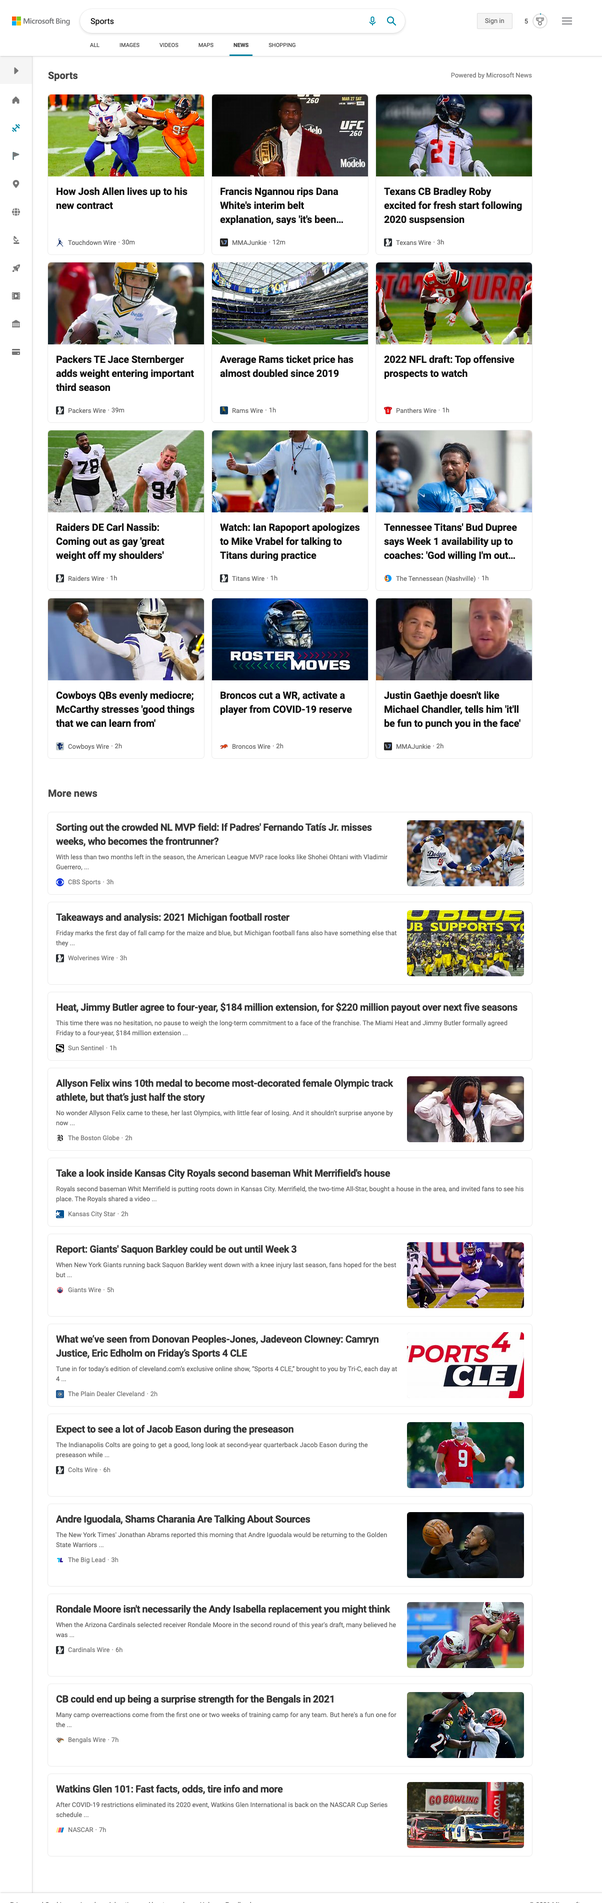 Microsoft Bing
Sports
Sign in
5
ALL IMAGES VIDEOS MAPS NEWS SHOPPING
Sports
Powered by Microsoft News
How Josh Allen lives up to his
new contract
Touchdown Wire · 30m
UFC
260
UFC
260
Modelo
Modelo
Francis Ngannou rips Dana
White's interim belt
explanation, says 'it's been...
MMAJunkie · 12m
21
Texans CB Bradley Roby
excited for fresh start following
2020 suspsension
Texans Wire · 3h
Packers TE Jace Sternberger
adds weight entering important
third season
Packers Wire · 39m
Average Rams ticket price has
almost doubled since 2019
Rams Wire · 1h
2022 NFL draft: Top offensive
prospects to watch
Panthers Wire · 1h
78
94
Raiders DE Carl Nassib:
Coming out as gay 'great
weight off my shoulders'
Raiders Wire · 1h
Watch: Ian Rapoport apologizes
to Mike Vrabel for talking to
Titans during practice
Titans Wire · 1h
Tennessee Titans' Bud Dupree
says Week 1 availability up to
coaches: 'God willing I'm out...
The Tennessean (Nashville) · 1h
Cowboys QBs evenly mediocre;
McCarthy stresses 'good things
that we can learn from'
Cowboys Wire · 2h
ROSTER
MOVES
Broncos cut a WR, activate a
player from COVID-19 reserve
Broncos Wire · 2h
Justin Gaethje doesn't like
Michael Chandler, tells him 'it'll
be fun to punch you in the face'
MMAJunkie · 2h
More news
Sorting out the crowded NL MVP field: If Padres' Fernando Tatís Jr. misses
weeks, who becomes the frontrunner?
With less than two months left in the season, the American League MVP race looks like Shohei Ohtani with Vladimir
Guerrero, ...
CBS Sports · 3h
Takeaways and analysis: 2021 Michigan football roster
Friday marks the first day of fall camp for the maize and blue, but Michigan football fans also have something else that
they ...
Wolverines Wire · 3h
O BLUE
UB SUPPORTS YO
Heat, Jimmy Butler agree to four-year, $184 million extension, for $220 million payout over next five seasons
This time there was no hesitation, no pause to weigh the long-term commitment to a face of the franchise. The Miami Heat and Jimmy Butler formally agreed
Friday to a four-year, $184 million extension ...
Sun Sentinel · 1h
Allyson Felix wins 10th medal to become most-decorated female Olympic track
athlete, but that's just half the story
No wonder Allyson Felix came to these, her last Olympics, with little fear of losing. And it shouldn't surprise anyone by
now ...
The Boston Globe · 2h
Take a look inside Kansas City Royals second baseman Whit Merrifield's house
Royals second baseman Whit Merrifield is putting roots down in Kansas City. Merrifield, the two-time All-Star, bought a house in the area, and invited fans to see his
place. The Royals shared a video ...
Kansas City Star · 2h
Report: Giants' Saquon Barkley could be out until Week 3
When New York Giants running back Saquon Barkley went down with a knee injury last season, fans hoped for the best
but ...
Giants Wire · 5h
What we've seen from Donovan Peoples-Jones, Jadeveon Clowney: Camryn
Justice, Eric Edholm on Friday's Sports 4 CLE
Tune in for today's edition of cleveland.com's exclusive online show, "Sports 4 CLE," brought to you by Tri-C, each day at
4 ...
The Plain Dealer Cleveland · 2h
PORTS 4
CLE
Expect to see a lot of Jacob Eason during the preseason
The Indianapolis Colts are going to get a good, long look at second-year quarterback Jacob Eason during the
preseason while ...
Colts Wire · 6h
9
Andre Iguodala, Shams Charania Are Talking About Sources
The New York Times' Jonathan Abrams reported this morning that Andre Iguodala would be returning to the Golden
State Warriors ...
The Big Lead · 3h
Rondale Moore isn't necessarily the Andy Isabella replacement you might think
When the Arizona Cardinals selected receiver Rondale Moore in the second round of this year's draft, many believed he
was ...
Cardinals Wire · 6h
CB could end up being a surprise strength for the Bengals in 2021
Many camp overreactions come from the first one or two weeks of training camp for any team. But here's a fun one for
the ...
Bengals Wire · 7h
Watkins Glen 101: Fast facts, odds, tire info and more
After COVID-19 restrictions eliminated its 2020 event, Watkins Glen International is back on the NASCAR Cup Series
schedule ...
NASCAR · 7h
GO BOWLING